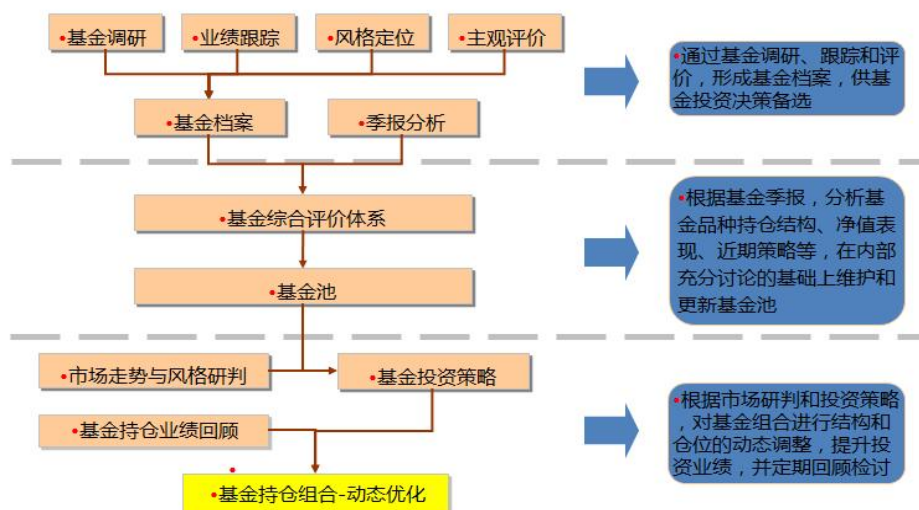 •基金调研
•业绩跟踪
•风格定位
•主观评价
•通过基金调研、跟踪和评
价，形成基金档案，供基
金投资决策备选
•基金档案
•季报分析
•基金综合评价体系
•基金池
•根据基金季报，分析基
金品种持仓结构、净值表
现、近期策略等，在内部
充分讨论的基础上维护和
更新基金池
•市场走势与风格研判
•基金投资策略
•基金持仓业绩回顾
•基金持仓组合-动态优化
•根据市场研判和投资策略
，对基金组合进行结构和
仓位的动态调整，提升投
资业绩，并定期回顾检讨